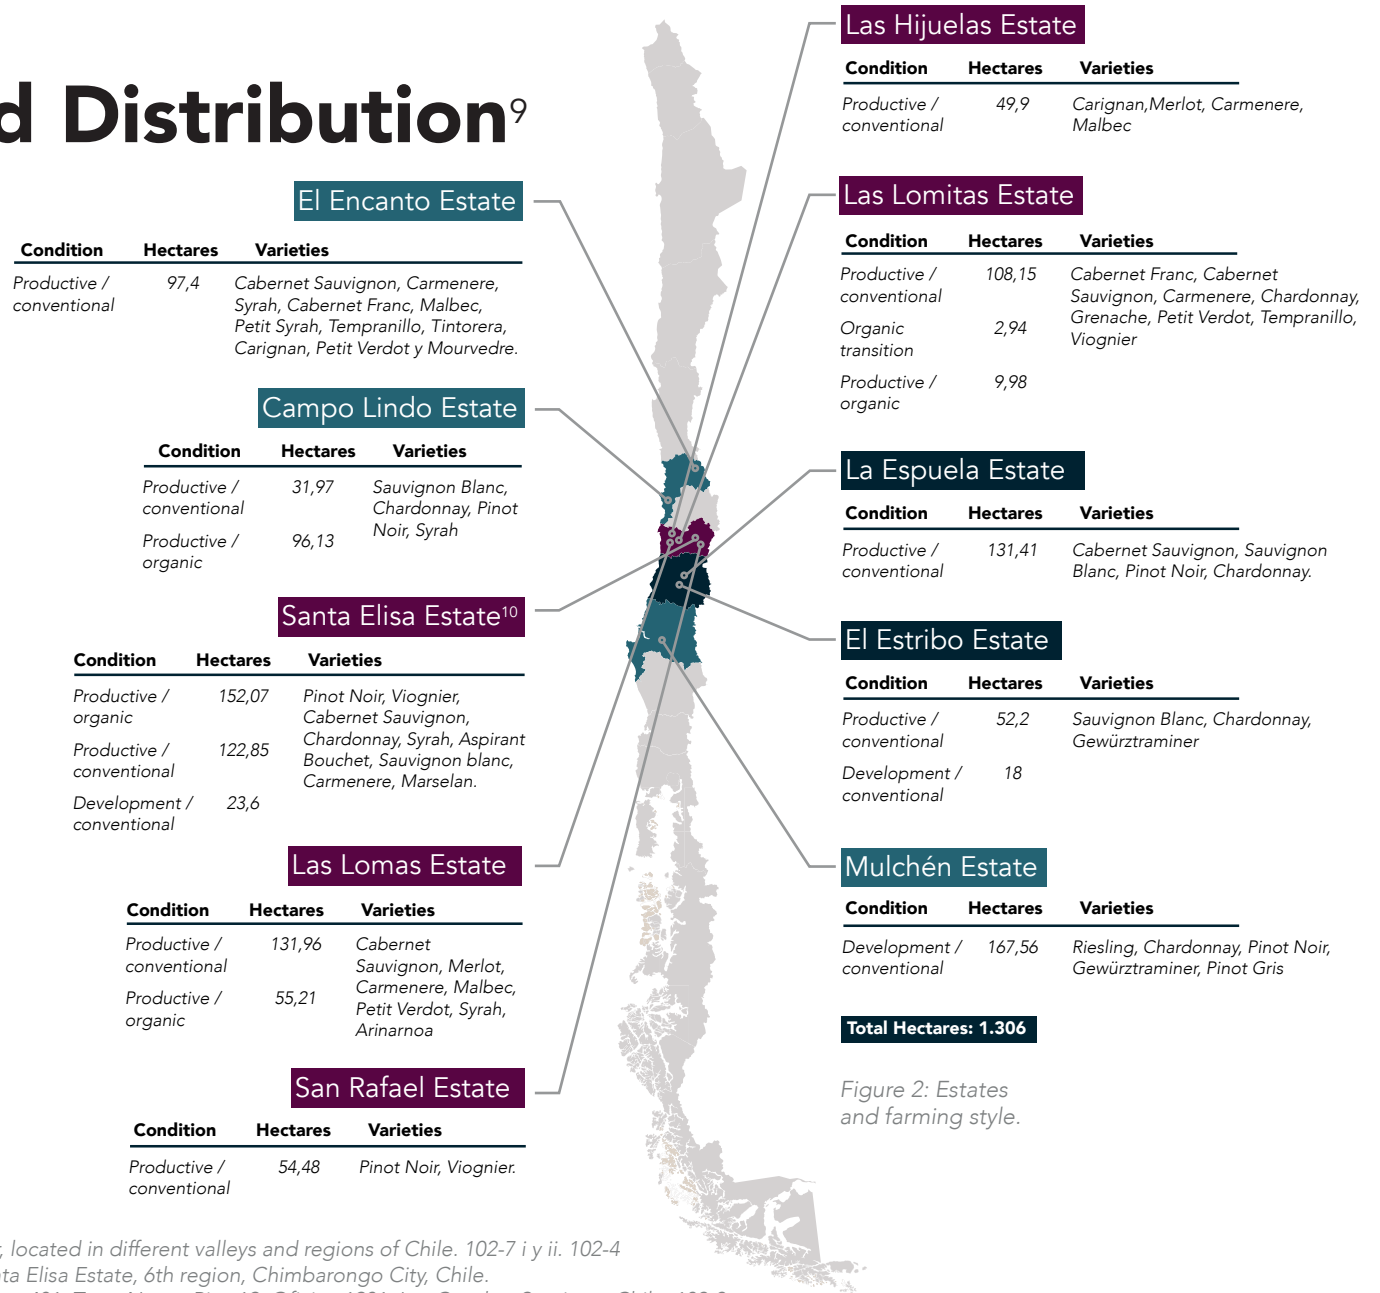 d Distribution9
El Encanto Estate
Condition Hectares Varieties
Productive / 97,4 Cabernet Sauvignon, Carmenere,
conventional Syrah, Cabernet Franc, Malbec,
Petit Syrah, Tempranillo, Tintorera,
Carignan, Petit Verdot y Mourvedre.
Campo Lindo Estate
Condition Hectares Varieties
Productive / 31,97 Sauvignon Blanc,
conventional Chardonnay, Pinot
Noir, Syrah
Productive / 96,13
organic
Santa Elisa Estate10
Condition Hectares Varieties
Productive / 152,07 Pinot Noir, Viognier,
organic Cabernet Sauvignon,
Chardonnay, Syrah, Aspirant
Productive / 122,85 Bouchet, Sauvignon blanc,
conventional Carmenere, Marselan.
Development / 23,6
conventional
Las Lomas Estate
Condition Hectares Varieties
Productive / 131,96 Cabernet
conventional Sauvignon, Merlot,
Carmenere, Malbec,
Productive / 55,21 Petit Verdot, Syrah,
organic Arinarnoa
San Rafael Estate
Condition Hectares Varieties
Productive / 54,48 Pinot Noir, Viognier.
conventional
Las Hijuelas Estate
Condition Hectares Varieties
Productive / 49,9 Carignan,Merlot, Carmenere,
conventional Malbec
Las Lomitas Estate
Condition Hectares Varieties
Productive / 108,15 Cabernet Franc, Cabernet
conventional Sauvignon, Carmenere, Chardonnay,
Grenache, Petit Verdot, Tempranillo,
Organic 2,94 Viognier
transition
Productive / 9,98
organic
La Espuela Estate
Condition Hectares Varieties
Productive / 131,41 Cabernet Sauvignon, Sauvignon
conventional Blanc, Pinot Noir, Chardonnay.
El Estribo Estate
Condition Hectares Varieties
Productive / 52,2 Sauvignon Blanc, Chardonnay,
conventional Gewürztraminer
Development / 18
conventional
Mulchén Estate
Condition Hectares Varieties
Development / 167,56 Riesling, Chardonnay, Pinot Noir,
conventional Gewürztraminer, Pinot Gris
Total Hectares: 1.306
Figure 2: Estates
and farming style.
, located in different valleys and regions of Chile. 102-7 i y ii. 102-4
ta Elisa Estate, 6th region, Chimbarongo City, Chile.